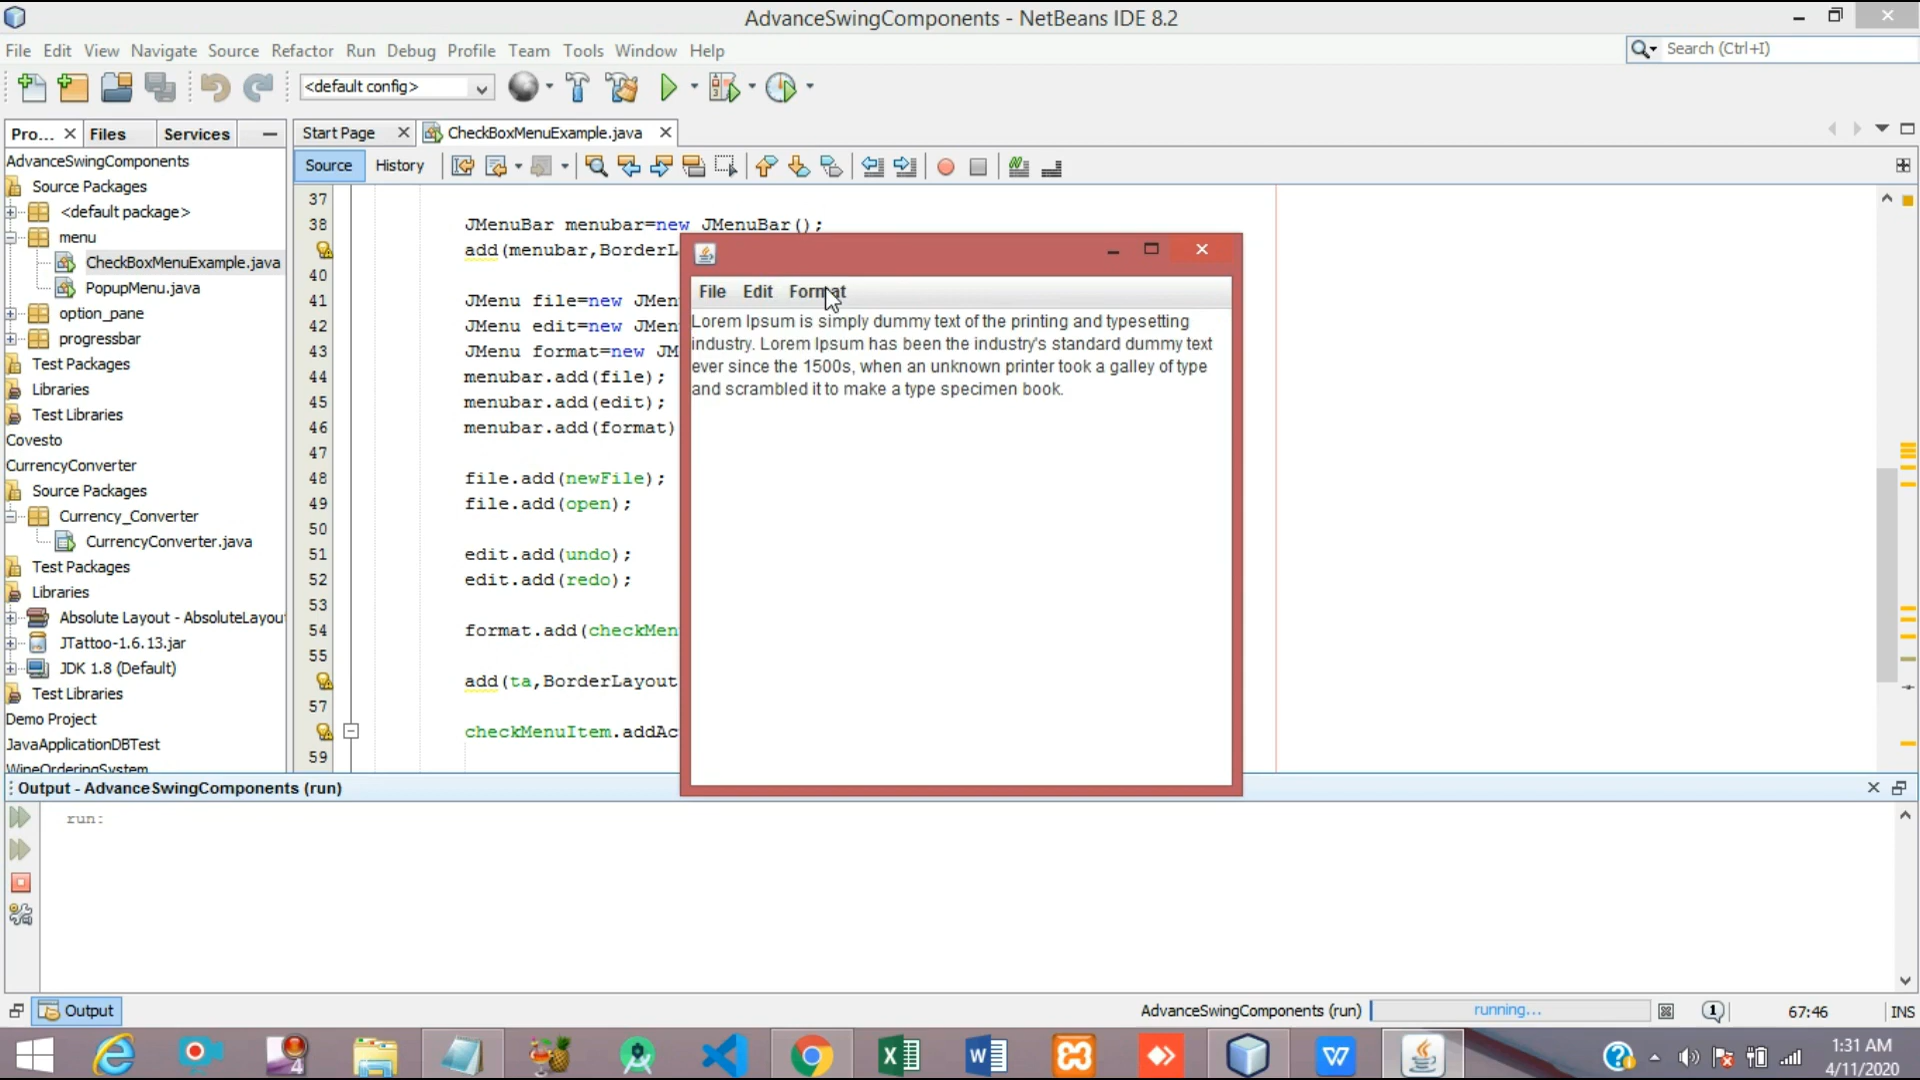 AdvanceSwingComponents - NetBeans IDE 8.2
File Edit View Navigate Source Refactor Run Debug Profile Team Tools Window Help
Search (Ctrl+I)
<default config>
Pro... Files Services
Start Page CheckBoxMenuExample.java
Source History
AdvanceSwingComponents
Source Packages
<default package>
menu
CheckBoxMenuExample.java
PopupMenu.java
option_pane
progressbar
Test Packages
Libraries
Test Libraries
Covesto
CurrencyConverter
Source Packages
Currency_Converter
CurrencyConverter.java
Test Packages
Libraries
Absolute Layout - AbsoluteLayou
JTattoo-1.6.13.jar
JDK 1.8 (Default)
Test Libraries
Demo Project
JavaApplicationDBTest
WineOrderingSystem
37
38 JMenuBar menubar=new JMenuBar();
add(menubar,BorderL
40
41 JMenu file=new JMen
42 JMenu edit=new JMen
43 JMenu format=new JM
44 menubar.add(file);
45 menubar.add(edit);
46 menubar.add(format)
47
48 file.add(newFile);
49 file.add(open);
50
51 edit.add(undo);
52 edit.add(redo);
53
54 format.add(checkMen
55
add(ta,BorderLayout
57
checkMenuItem.addAc
59
File Edit Format
Lorem Ipsum is simply dummy text of the printing and typesetting
industry. Lorem Ipsum has been the industry's standard dummy text
ever since the 1500s, when an unknown printer took a galley of type
and scrambled it to make a type specimen book.
Output - AdvanceSwingComponents (run)
run:
Output
AdvanceSwingComponents (run) running... 1 67:46 INS
4
1:31 AM
4/11/2020